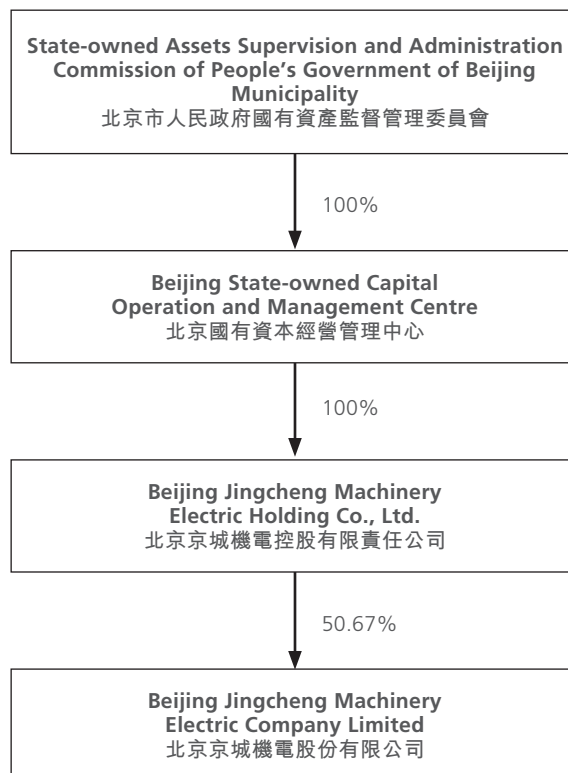 State-owned Assets Supervision and Administration
Commission of People's Government of Beijing
Municipality
北京市人民政府國有資產監督管理委員會
100%
Beijing State-owned Capital
Operation and Management Centre
北京國有資本經營管理中心
100%
Beijing Jingcheng Machinery
Electric Holding Co., Ltd.
北京京城機電控股有限責任公司
50.67%
Beijing Jingcheng Machinery
Electric Company Limited
北京京城機電股份有限公司